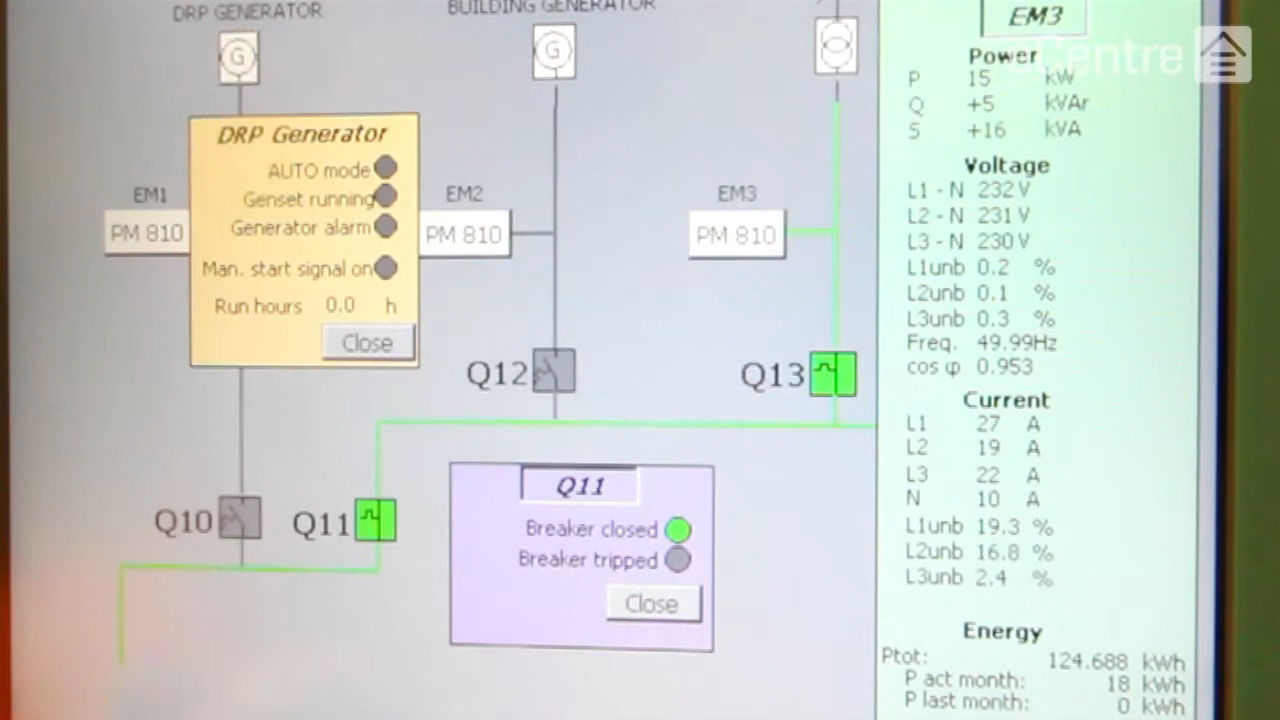 DRP GENERATOR
BUILDING GENERATOR
G
G
DRP Generator
AUTO mode
Genset running
Generator alarm
Man. start signal on
Run hours 0.0 h
Close
EM1
PM 810
EM2
PM 810
EM3
PM 810
Q12
Q13
Q10
Q11
Q11
Breaker closed
Breaker tripped
Close
EM3
Centre
Power
P 15 kW
Q +5 kVAr
S +16 kVA
Voltage
L1 - N 232 V
L2 - N 231 V
L3 - N 230 V
L1unb 0.2 %
L2unb 0.1 %
L3unb 0.3 %
Freq. 49.99Hz
cos φ 0.953
Current
L1 27 A
L2 19 A
L3 22 A
N 10 A
L1unb 19.3 %
L2unb 16.8 %
L3unb 2.4 %
Energy
Ptot: 124.688 kWh
P act month: 18 kWh
P last month: 0 kWh